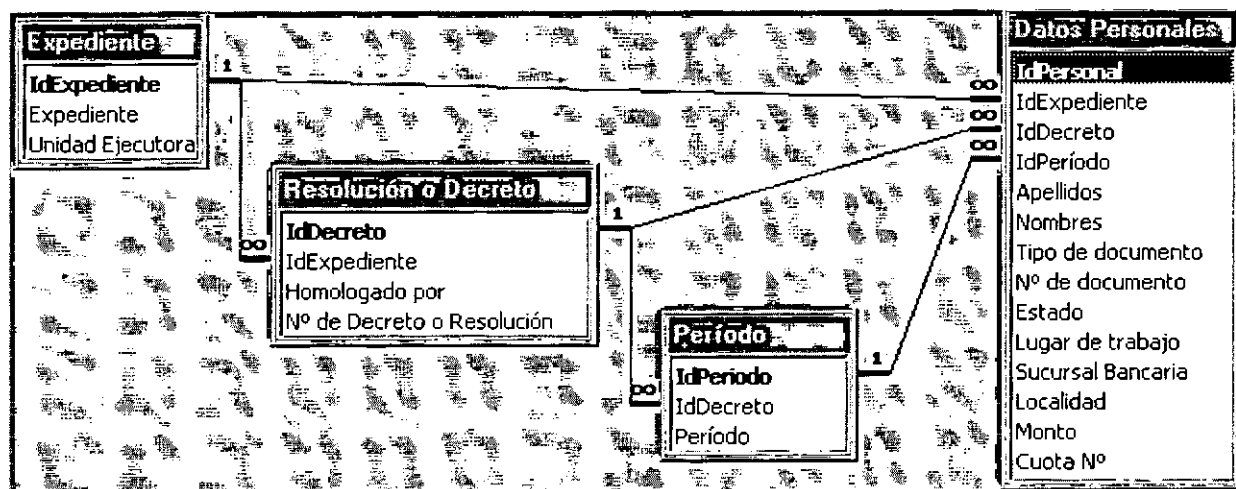 Expediente
IdExpediente
Expediente
Unidad Ejecutora
1
1
1
∞
∞
∞
∞
∞
Resolución o Decreto
IdDecreto
IdExpediente
Homologado por
Nº de Decreto o Resolución
Período
IdPeriodo
IdDecreto
Período
Datos Personales
IdPersonal
IdExpediente
IdDecreto
IdPeríodo
Apellidos
Nombres
Tipo de documento
Nº de documento
Estado
Lugar de trabajo
Sucursal Bancaria
Localidad
Monto
Cuota Nº